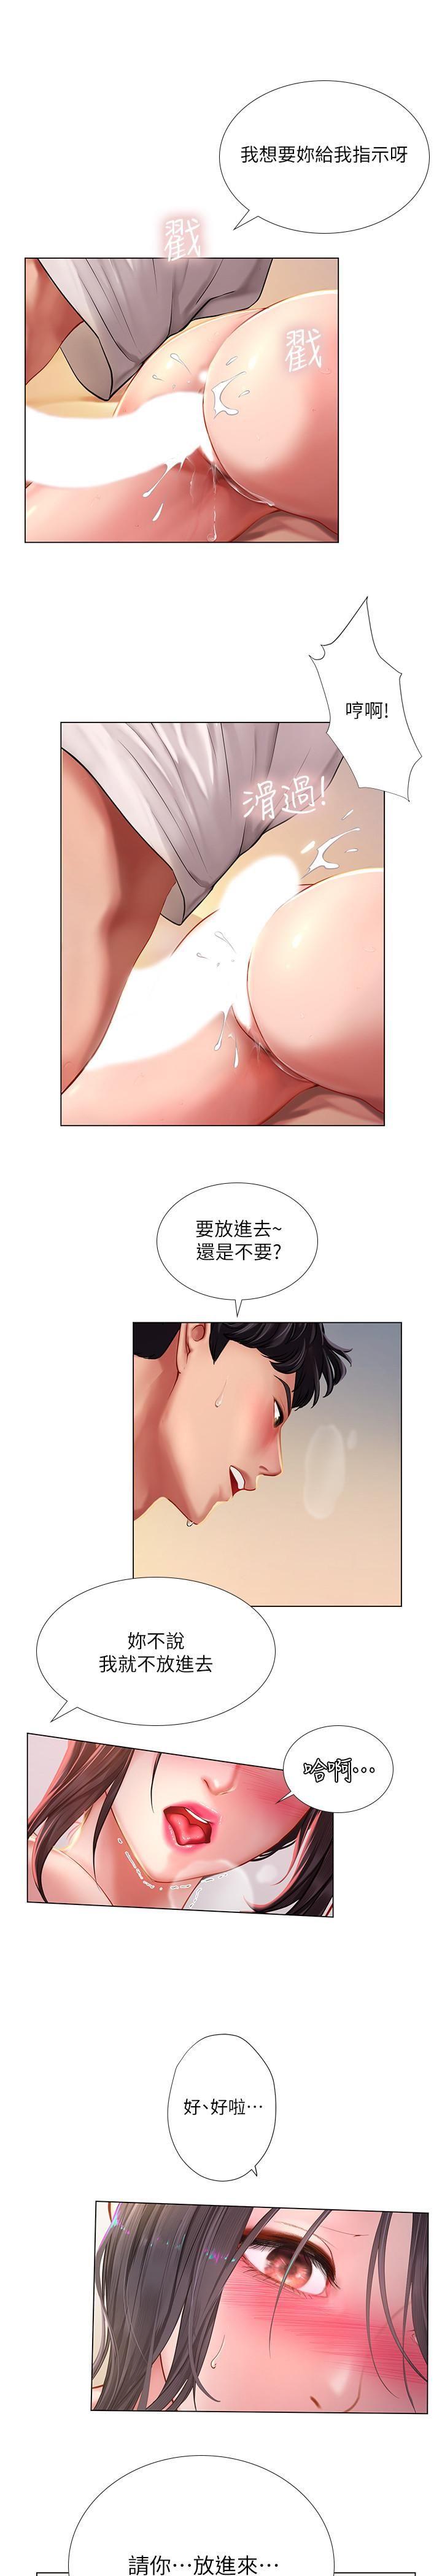 我想要妳給我指示呀
戳
戳
哼啊!
滑過!
要放進去~
還是不要?
妳不說
我就不放進去
哈啊⋯
好、好啦⋯
請你⋯放進來⋯